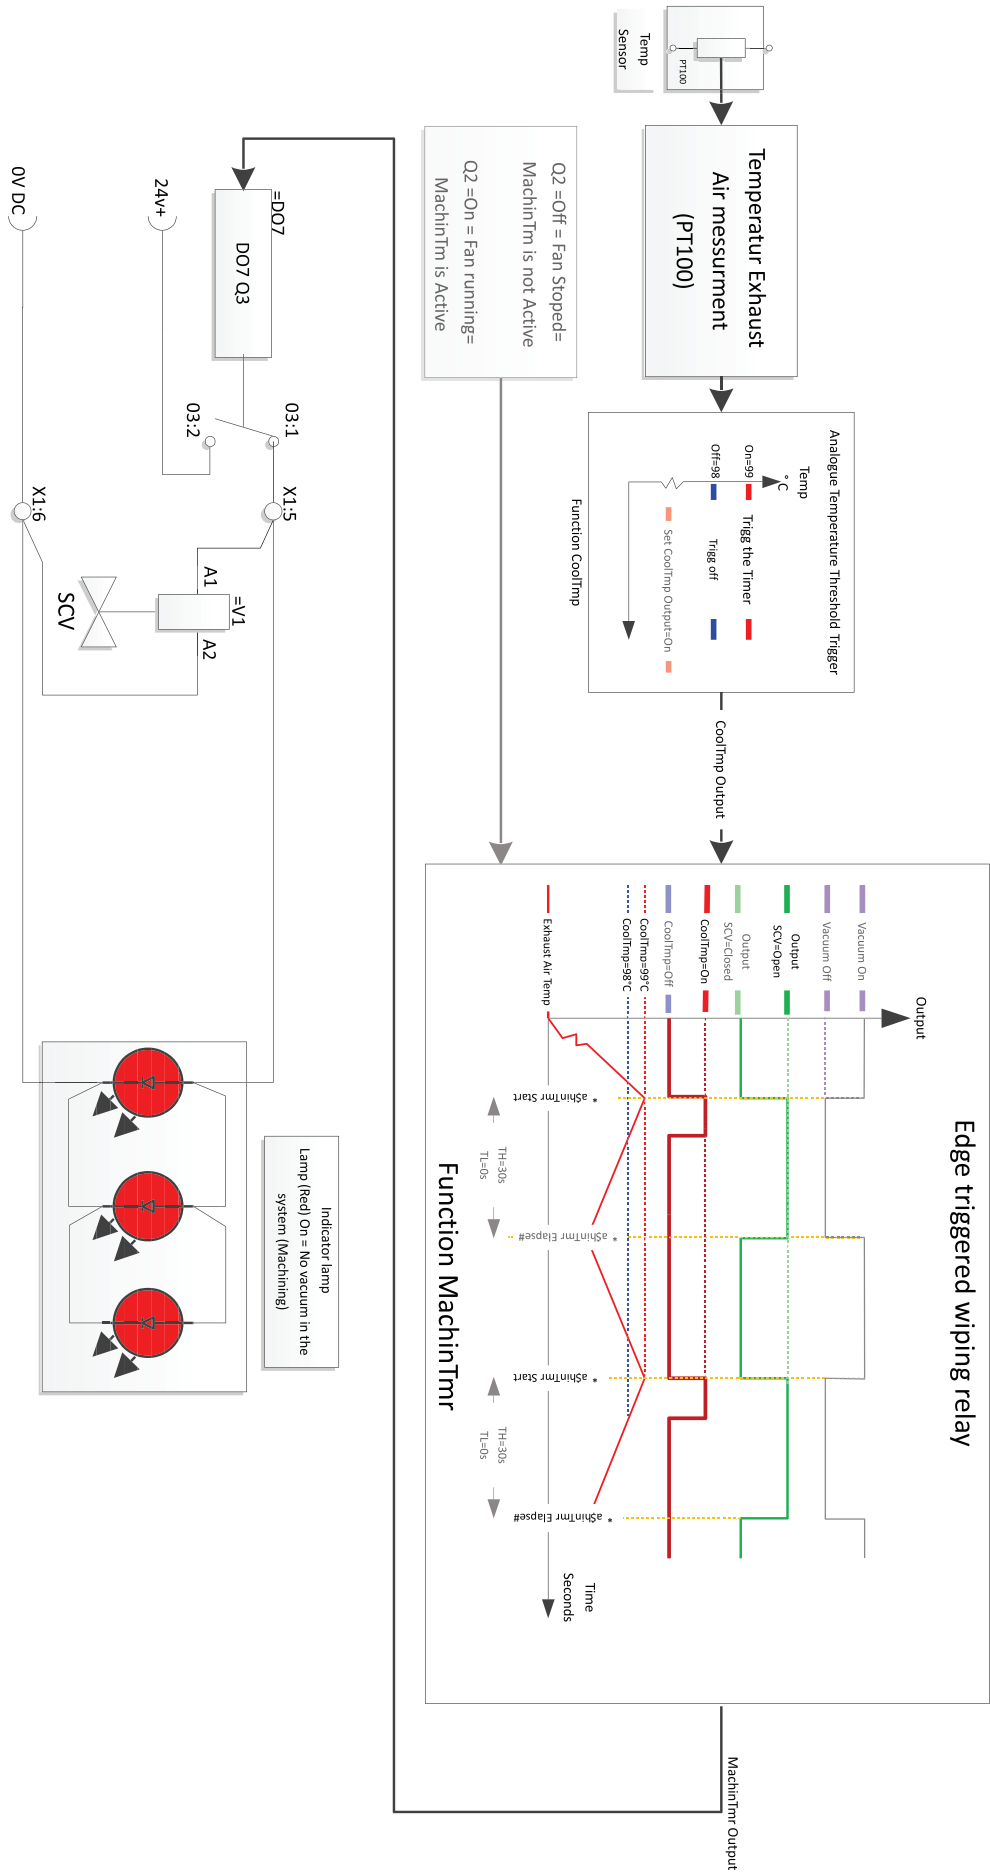 Temp
Sensor
PT100
Temperatur Exhaust
Air messurment
(PT100)
Analogue Temperature Threshold Trigger
Temp
°C
On=99
Trigg the Timer
Off=98
Trigg off
Set CoolTmp Output=On
Function CoolTmp
CoolTmp Output
Q2 =Off = Fan Stoped=
MachinTm is not Active
Q2 =On = Fan running=
MachinTm is Active
Edge triggered wiping relay
Output
Vacuum On
Vacuum Off
Output
SCV=Open
Output
SCV=Closed
CoolTmp=On
CoolTmp=Off
CoolTmp=99°C
CoolTmp=98°C
Exhaust Air Temp
*
a$hinTmr Start
*
a$hinTmr Elapse#
*
a$hinTmr Start
*
a$hinTmr Elapse#
TH=30s
TL=0s
TH=30s
TL=0s
Time
Seconds
Function MachinTmr
MachinTmr Output
=DO7
DO7 Q3
24v+
0V DC
03:1
03:2
X1:5
X1:6
=V1
A1
A2
SCV
Indicator lamp
Lamp (Red) On = No vacuum in the
system (Machining)